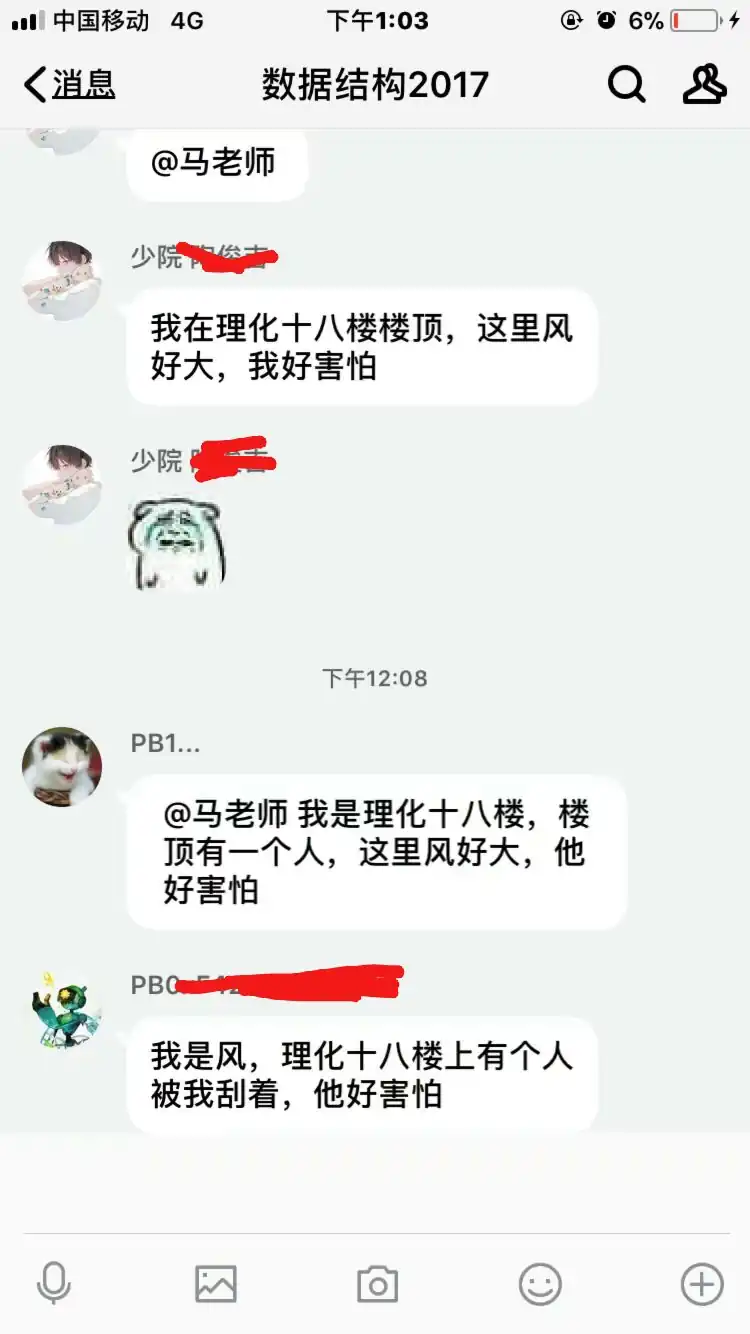 中国移动 4G 下午1:03 6%
消息 数据结构2017
@马老师
少院
我在理化十八楼楼顶，这里风
好大，我好害怕
少院
下午12:08
PB1...
@马老师 我是理化十八楼，楼
顶有一个人，这里风好大，他
好害怕
PB0
我是风，理化十八楼上有个人
被我刮着，他好害怕